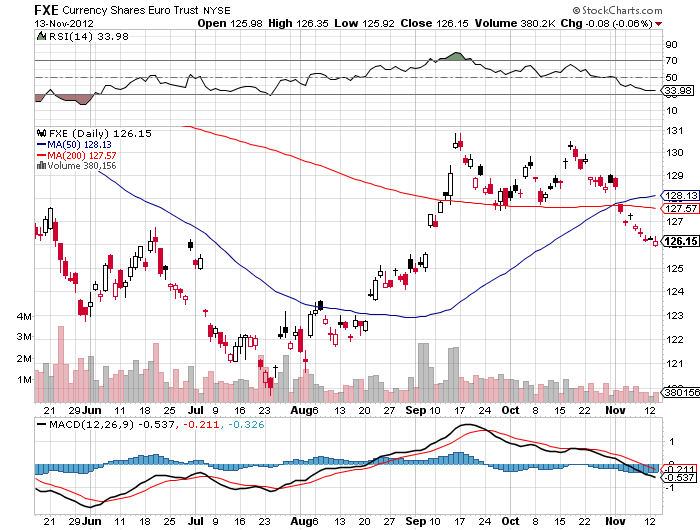 FXE Currency Shares Euro Trust NYSE © StockCharts.com
13-Nov-2012 Open 125.98 High 126.35 Low 125.92 Close 126.15 Volume 380.2K Chg -0.08 (-0.06%)
RSI(14) 33.98
90
70
50
33.98
30
10
FXE (Daily) 126.15
MA(50) 128.13
MA(200) 127.57
Volume 380,156
131
130
129
128.13
127.57
127
126.15
125
124
4M 123
3M
2M 122
1M 121
120
380156
21 29 Jun 11 18 25 Jul 9 16 23 Aug 6 13 20 27 Sep 10 17 24 Oct 8 15 22 Nov 12
MACD(12,26,9) -0.537, -0.211, -0.326
1
0
-0.211
-0.537
-1
21 29 Jun 11 18 25 Jul 9 16 23 Aug 6 13 20 27 Sep 10 17 24 Oct 8 15 22 Nov 12